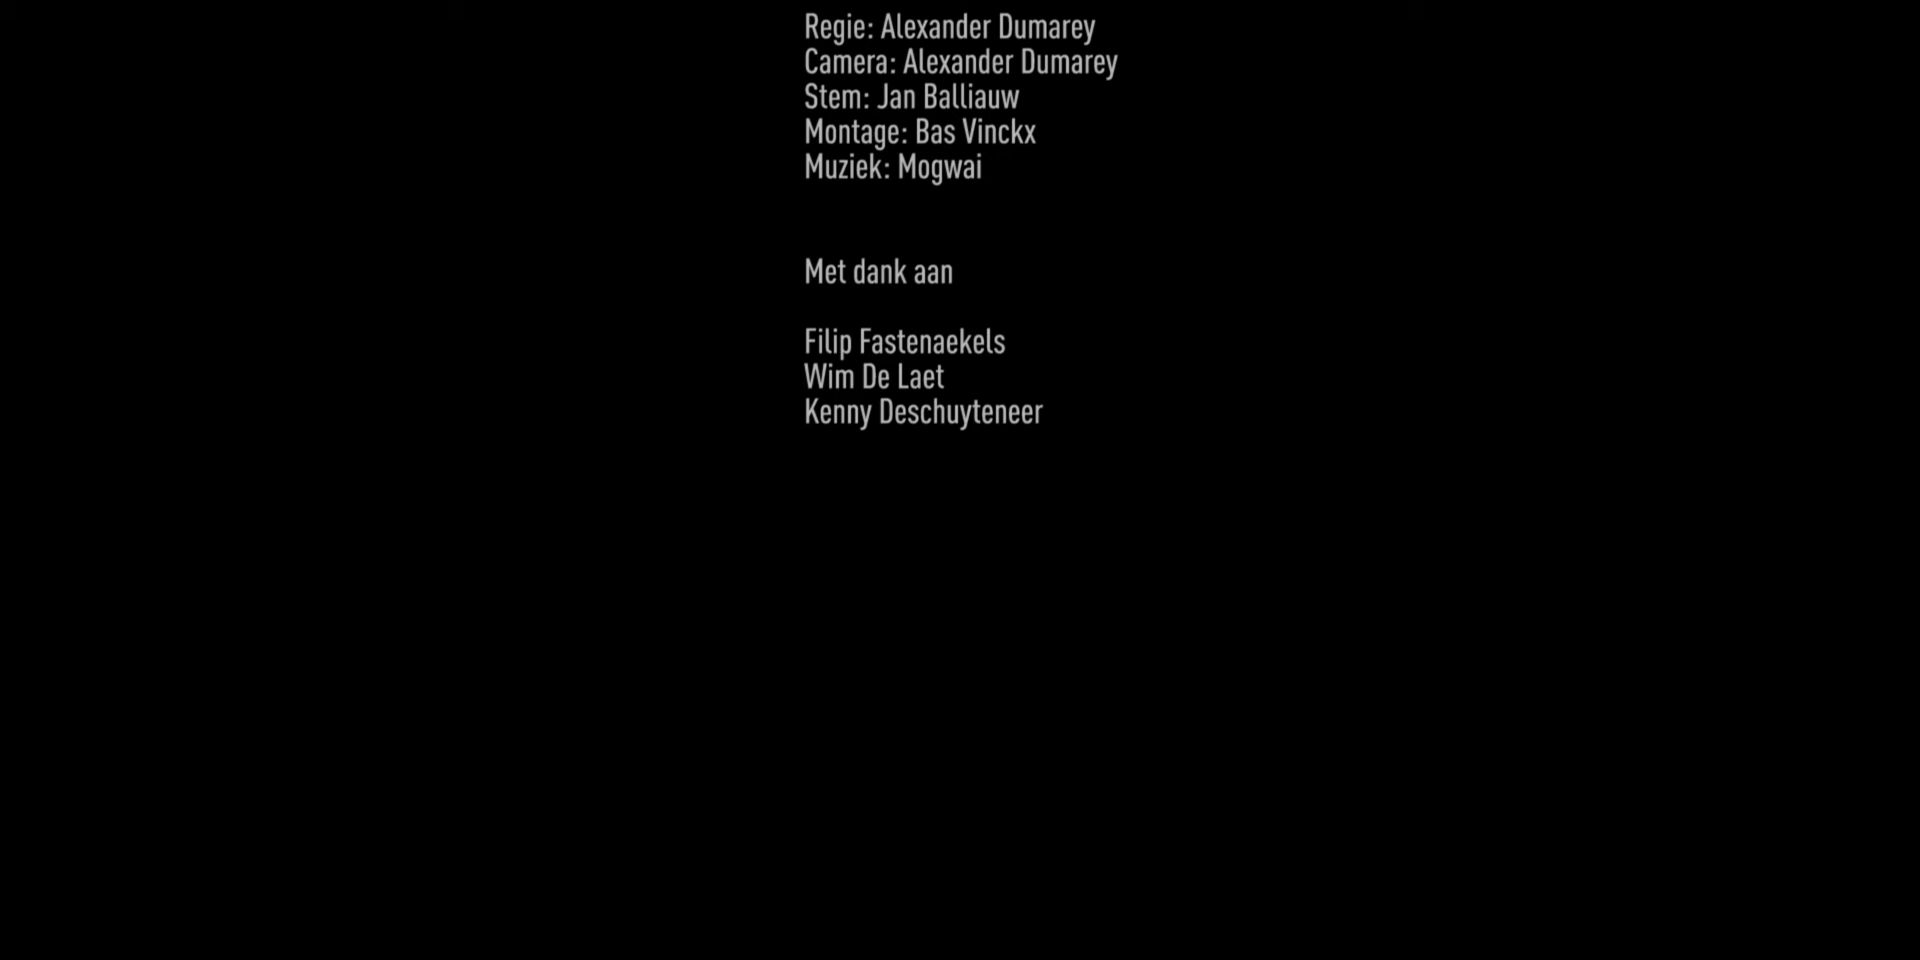 Regie: Alexander Dumarey
Camera: Alexander Dumarey
Stem: Jan Balliauw
Montage: Bas Vinckx
Muziek: Mogwai
Met dank aan
Filip Fastenaekels
Wim De Laet
Kenny Deschuyteneer